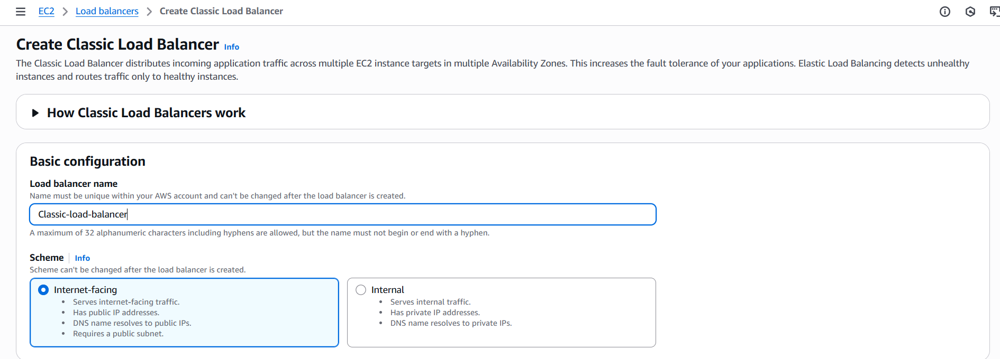 EC2 > Load balancers > Create Classic Load Balancer
Create Classic Load Balancer Info
The Classic Load Balancer distributes incoming application traffic across multiple EC2 instance targets in multiple Availability Zones. This increases the fault tolerance of your applications. Elastic Load Balancing detects unhealthy
instances and routes traffic only to healthy instances.
How Classic Load Balancers work
Basic configuration
Load balancer name
Name must be unique within your AWS account and can't be changed after the load balancer is created.
Classic-load-balancer
A maximum of 32 alphanumeric characters including hyphens are allowed, but the name must not begin or end with a hyphen.
Scheme Info
Scheme can't be changed after the load balancer is created.
Internet-facing
• Serves internet-facing traffic.
• Has public IP addresses.
• DNS name resolves to public IPs.
• Requires a public subnet.
Internal
• Serves internal traffic.
• Has private IP addresses.
• DNS name resolves to private IPs.